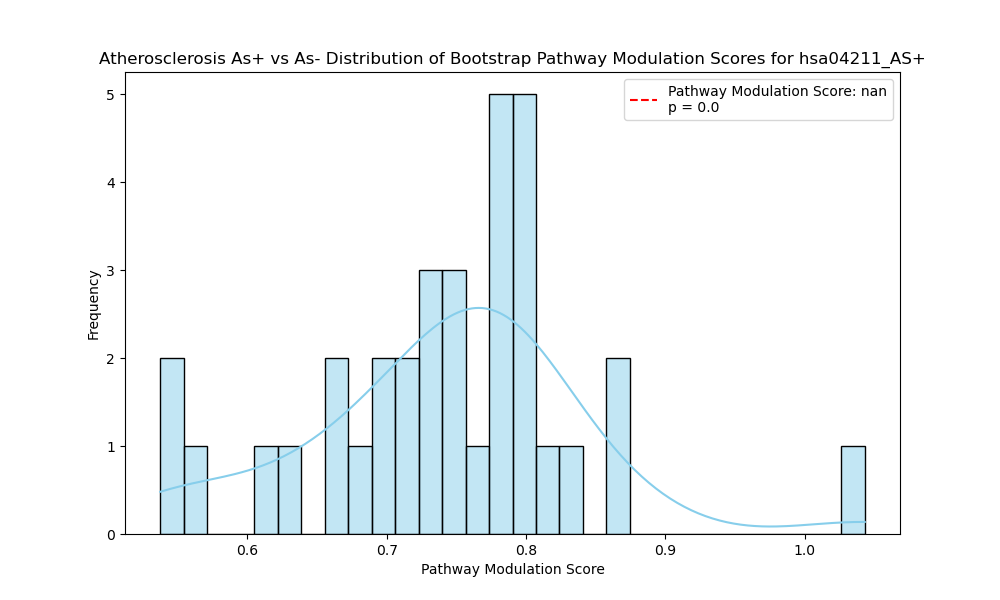 Atherosclerosis As+ vs As- Distribution of Bootstrap Pathway Modulation Scores for hsa04211_AS+
Pathway Modulation Score: nan
p = 0.0
5
4
3
2
1
0
Frequency
0.6 0.7 0.8 0.9 1.0
Pathway Modulation Score